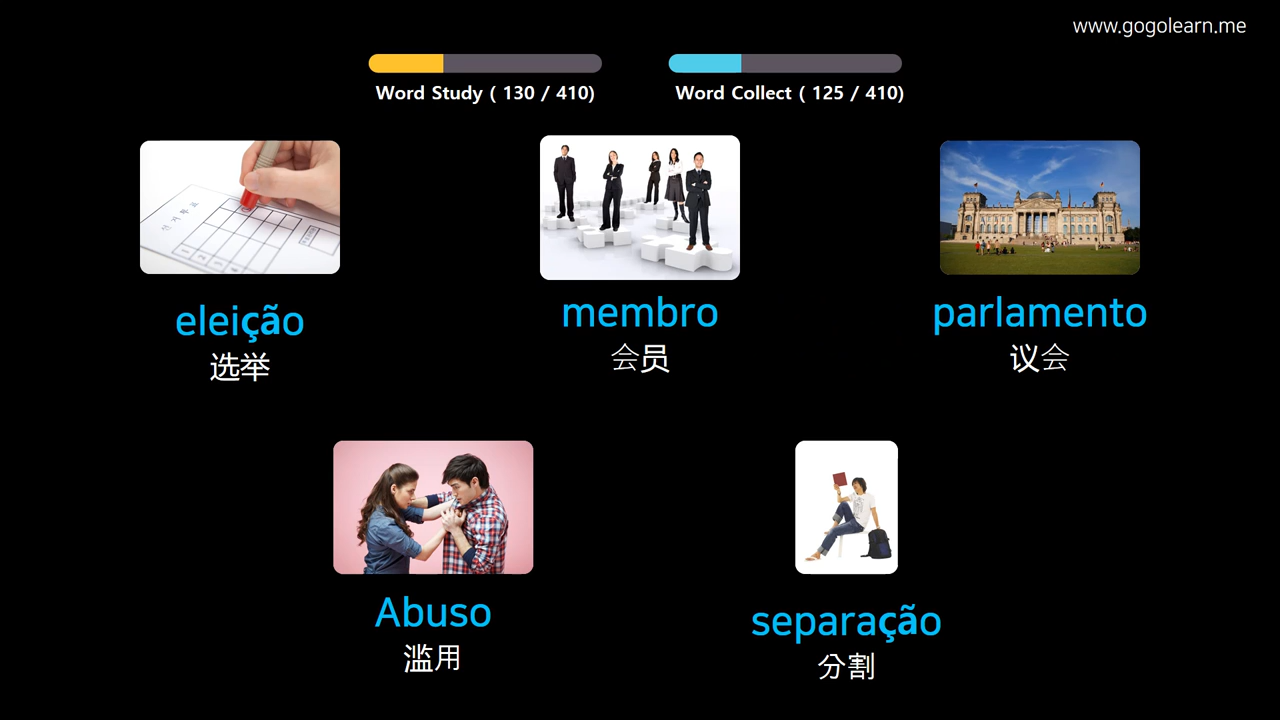 www.gogolearn.me
Word Study ( 130 / 410)
Word Collect ( 125 / 410)
eleição
选举
membro
会员
parlamento
议会
Abuso
滥用
separação
分割